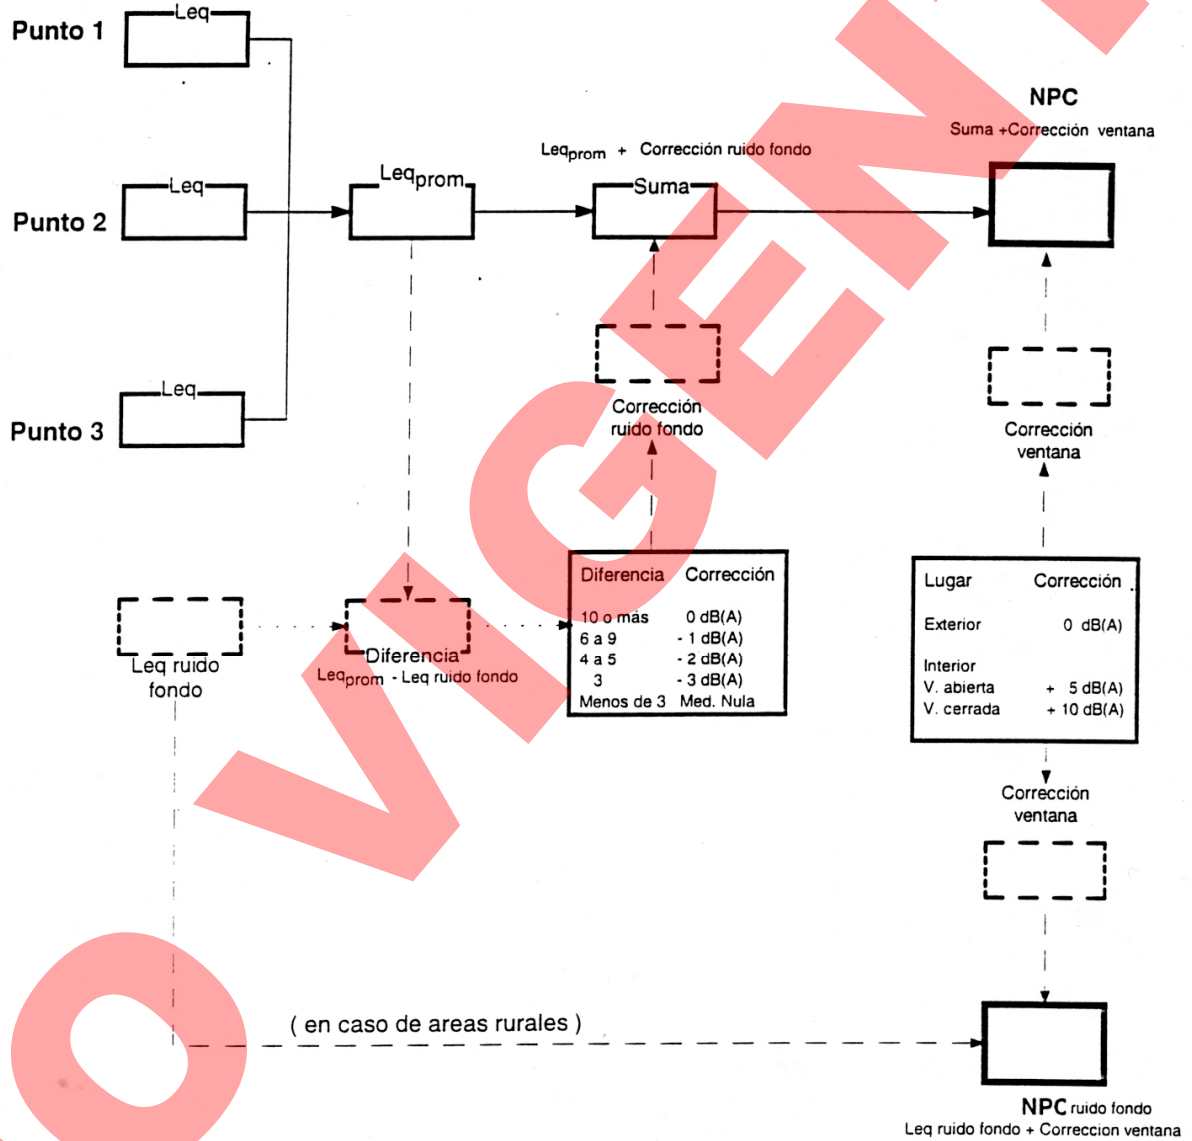 Punto 1
Leq
NPC
Suma +Corrección ventana
Leqprom + Corrección ruido fondo
Punto 2
Leq
Leqprom
Suma
Punto 3
Leq
Corrección
ruido fondo
Corrección
ventana
Diferencia Corrección
10 o más 0 dB(A)
6 a 9 - 1 dB(A)
4 a 5 - 2 dB(A)
3 - 3 dB(A)
Menos de 3 Med. Nula
Lugar Corrección
Exterior 0 dB(A)
Interior
V. abierta + 5 dB(A)
V. cerrada + 10 dB(A)
Leq ruido
fondo
Diferencia
Leqprom - Leq ruido fondo
Corrección
ventana
( en caso de areas rurales )
NPC ruido fondo
Leq ruido fondo + Correccion ventana
O VIGENT